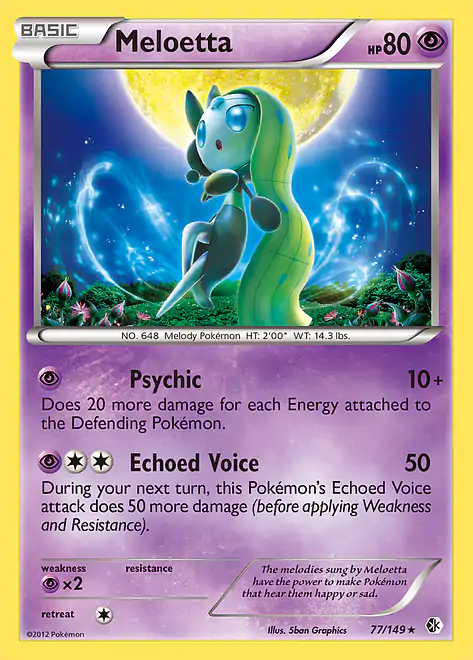 BASIC
Meloetta
HP80
NO. 648 Melody Pokémon HT: 2'00" WT: 14.3 lbs.
Psychic 10+
Does 20 more damage for each Energy attached to
the Defending Pokémon.
Echoed Voice 50
During your next turn, this Pokémon's Echoed Voice
attack does 50 more damage (before applying Weakness
and Resistance).
weakness resistance
×2
retreat
The melodies sung by Meloetta
have the power to make Pokémon
that hear them happy or sad.
©2012 Pokémon Illus. 5ban Graphics 77/149★